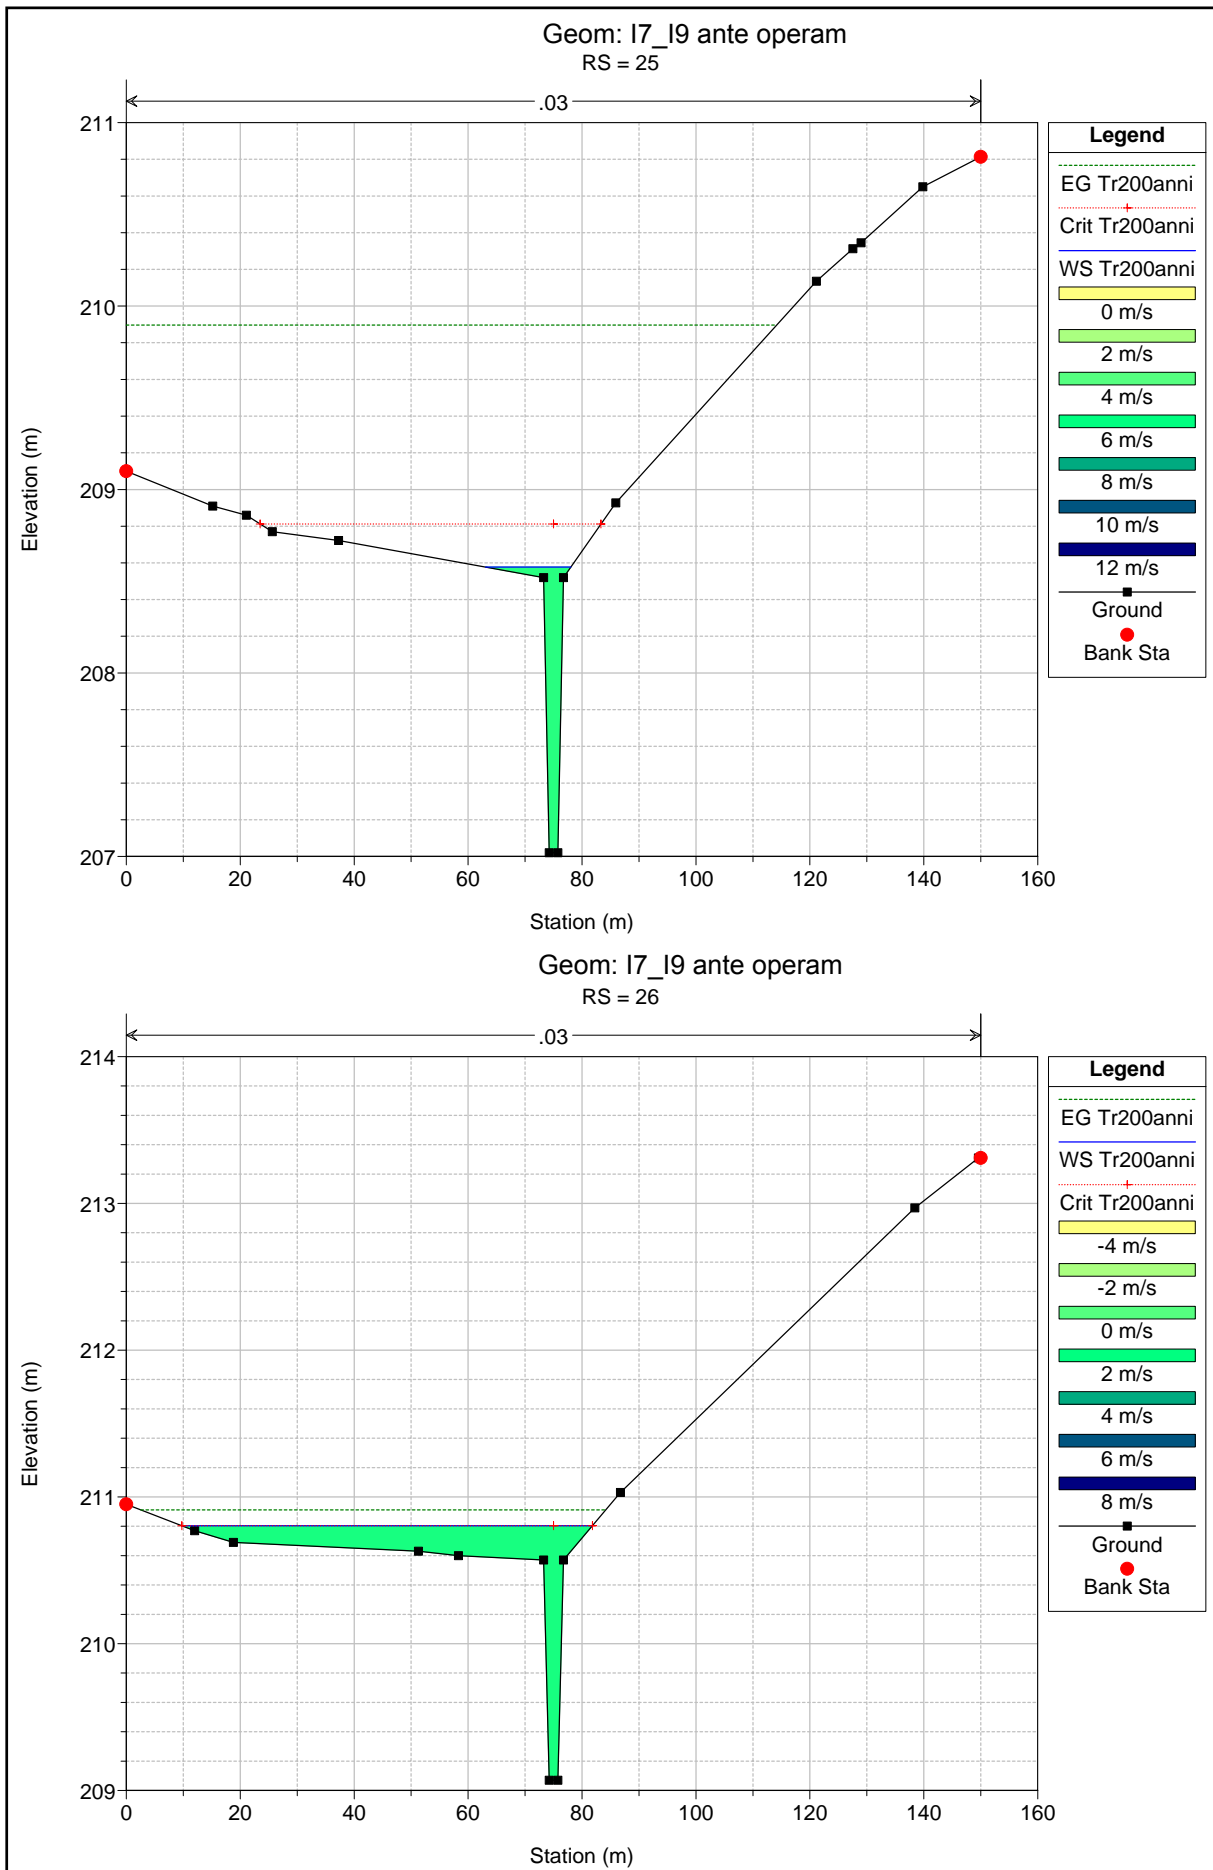 Geom: I7_I9 ante operam
RS = 25
.03
Legend
EG Tr200anni
Crit Tr200anni
WS Tr200anni
0 m/s
2 m/s
4 m/s
6 m/s
8 m/s
10 m/s
12 m/s
Ground
Bank Sta
211
210
209
208
207
Elevation (m)
0 20 40 60 80 100 120 140 160
Station (m)
Geom: I7_I9 ante operam
RS = 26
.03
Legend
EG Tr200anni
WS Tr200anni
Crit Tr200anni
-4 m/s
-2 m/s
0 m/s
2 m/s
4 m/s
6 m/s
8 m/s
Ground
Bank Sta
214
213
212
211
210
209
Elevation (m)
0 20 40 60 80 100 120 140 160
Station (m)